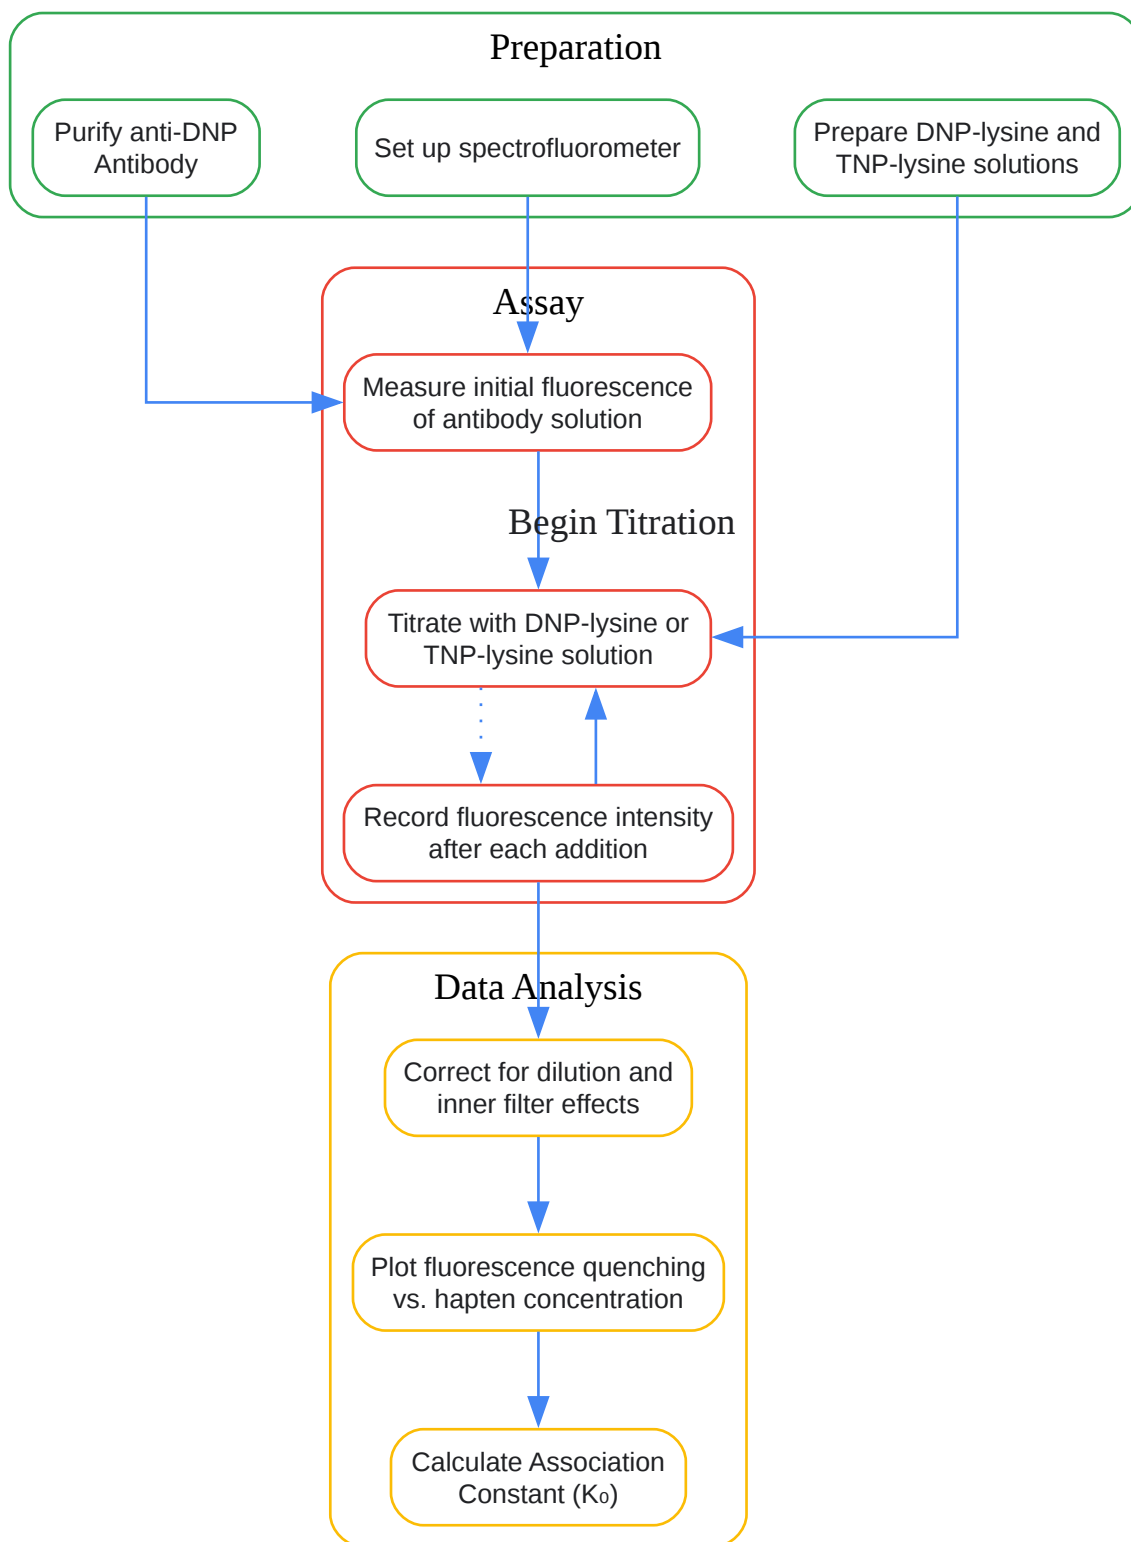 Preparation
Purify anti-DNP
Antibody
Set up spectrofluorometer
Prepare DNP-lysine and
TNP-lysine solutions
Assay
Measure initial fluorescence
of antibody solution
Begin Titration
Titrate with DNP-lysine or
TNP-lysine solution
Record fluorescence intensity
after each addition
Data Analysis
Correct for dilution and
inner filter effects
Plot fluorescence quenching
vs. hapten concentration
Calculate Association
Constant (K₀)